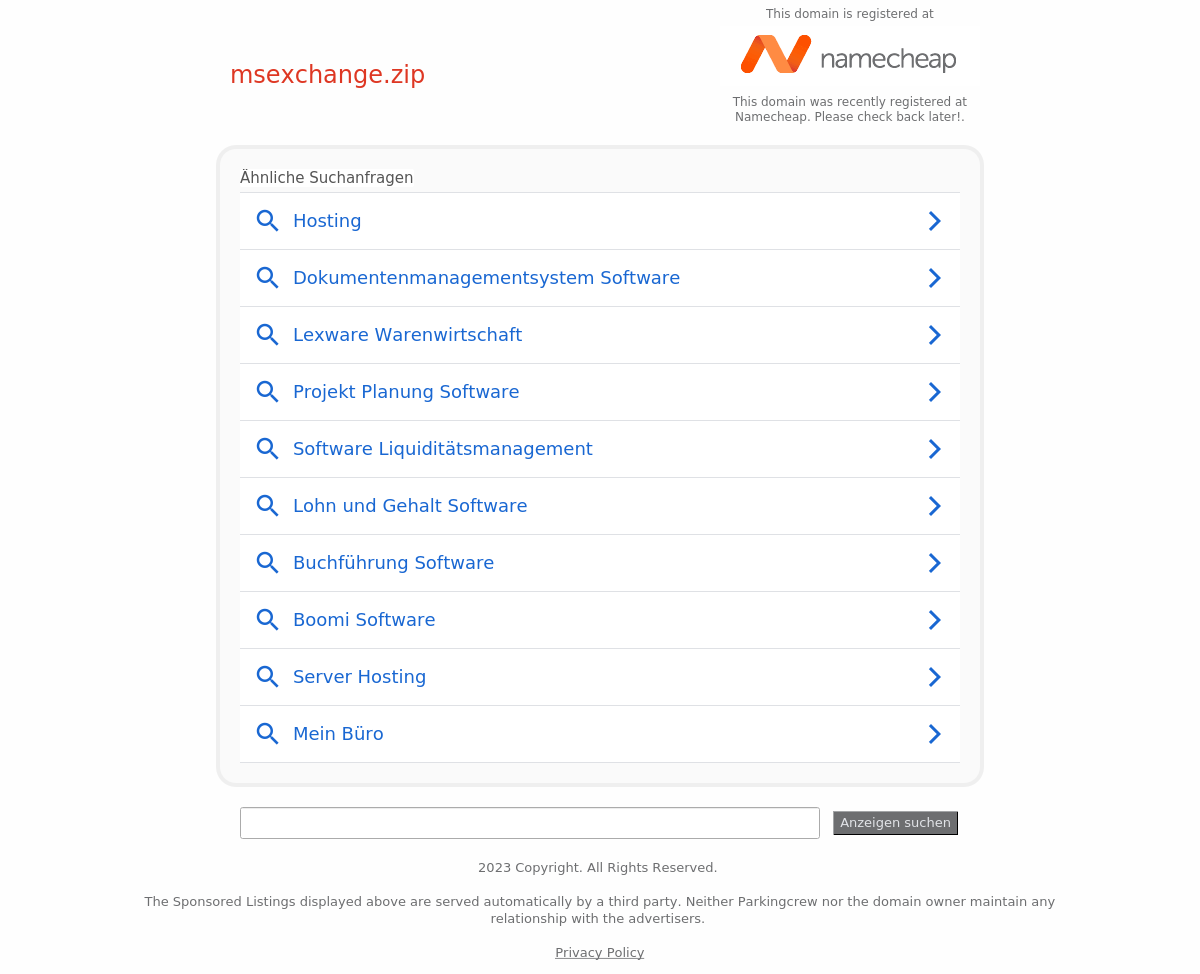 This domain is registered at
namecheap
msexchange.zip
This domain was recently registered at
Namecheap. Please check back later!.
Ähnliche Suchanfragen
Hosting
Dokumentenmanagementsystem Software
Lexware Warenwirtschaft
Projekt Planung Software
Software Liquiditätsmanagement
Lohn und Gehalt Software
Buchführung Software
Boomi Software
Server Hosting
Mein Büro
Anzeigen suchen
2023 Copyright. All Rights Reserved.
The Sponsored Listings displayed above are served automatically by a third party. Neither Parkingcrew nor the domain owner maintain any
relationship with the advertisers.
Privacy Policy